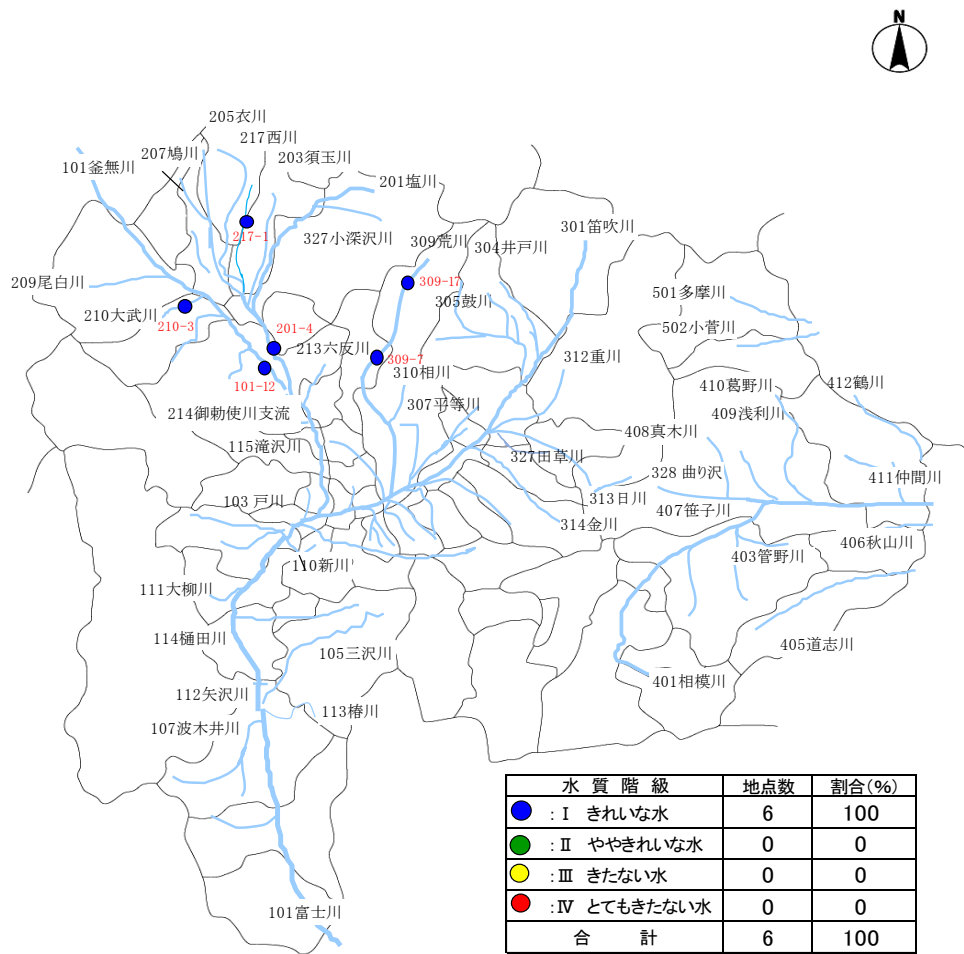 N
205衣川
217西川
207鳩川
203須玉川
101釜無川
201塩川
301笛吹川
217-1
327小深沢川
309荒川
304井戸川
209尾白川
309-17
305鼓川
501多摩川
210大武川
210-3
201-4
502小菅川
213六反川
309-7
312重川
310相川
101-12
410葛野川
412鶴川
307平等川
409浅利川
214御勅使川支流
408真木川
115滝沢川
327田草川
328 曲り沢
411仲間川
103 戸川
313日川
407笹子川
314金川
406秋山川
403管野川
110新川
111大柳川
114樋田川
405道志川
105三沢川
401相模川
112矢沢川
113椿川
107波木井川
101富士川
水 質 階 級 地点数 割合(%)
:Ⅰ きれいな水 6 100
:Ⅱ ややきれいな水 0 0
:Ⅲ きたない水 0 0
:Ⅳ とてもきたない水 0 0
合 計 6 100